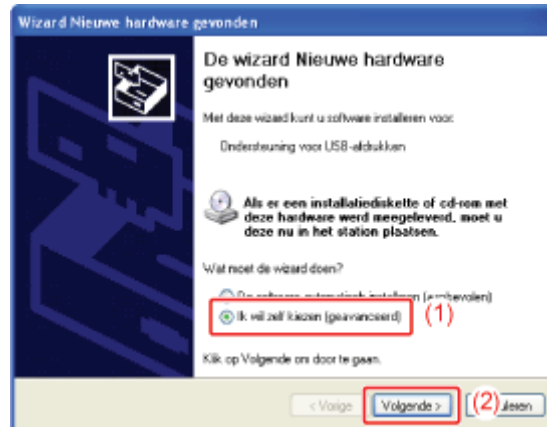 Wizard Nieuwe hardware gevonden
De wizard Nieuwe hardware
gevonden
Met deze wizard kunt u software installeren voor:
Ondersteuning voor USB-afdrukken
Als er een installatiediskette of cd-rom met
deze hardware werd meegeleverd, moet u
deze nu in het station plaatsen.
Wat moet de wizard doen?
De software automatisch installeren (aanbevolen)
Ik wil zelf kiezen (geavanceerd) (1)
Klik op Volgende om door te gaan.
< Vorige Volgende > (2)